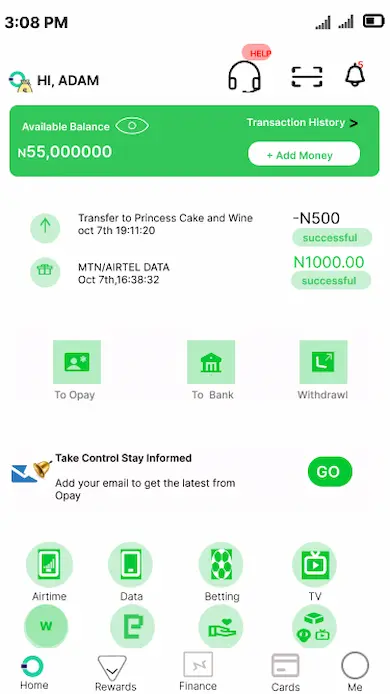 3:08 PM
HELP
5
HI, ADAM
Available Balance
Transaction History >
N55,000000
+ Add Money
Transfer to Princess Cake and Wine
oct 7th 19:11:20
-N500
successful
MTN/AIRTEL DATA
Oct 7th,16:38:32
N1000.00
successful
To Opay
To Bank
Withdrawl
Take Control Stay Informed
Add your email to get the latest from
Opay
GO
Airtime
Data
Betting
TV
W
Home
Rewards
Finance
Cards
Me